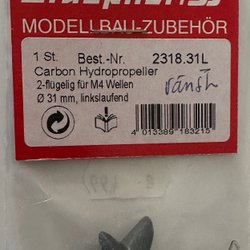 MODELLBAU-ZUBEHÖR
1 St. Best.-Nr. 2318.31L
Carbon Hydropropeller
2-flügelig für M4 Wellen
Ø 31 mm, linkslaufend
4 013389 183215